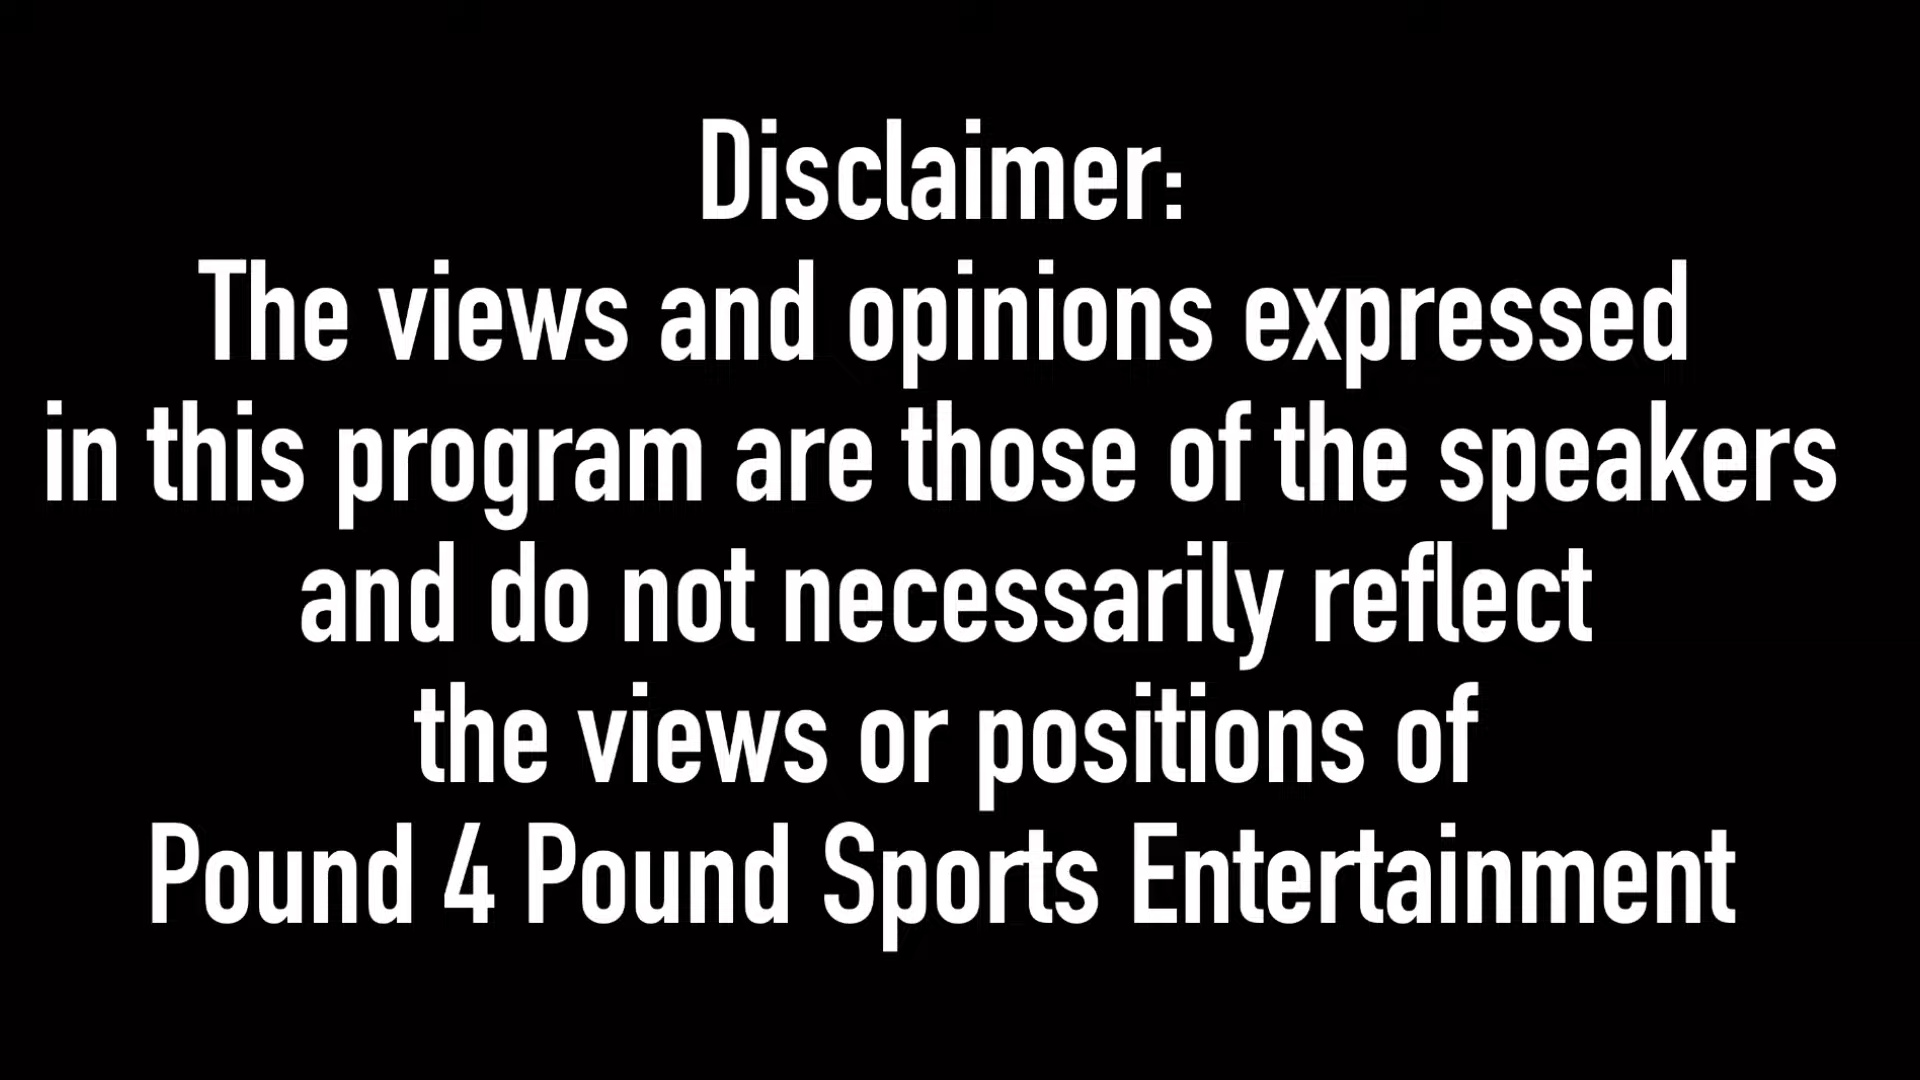 Disclaimer:
The views and opinions expressed
in this program are those of the speakers
and do not necessarily reflect
the views or positions of
Pound 4 Pound Sports Entertainment